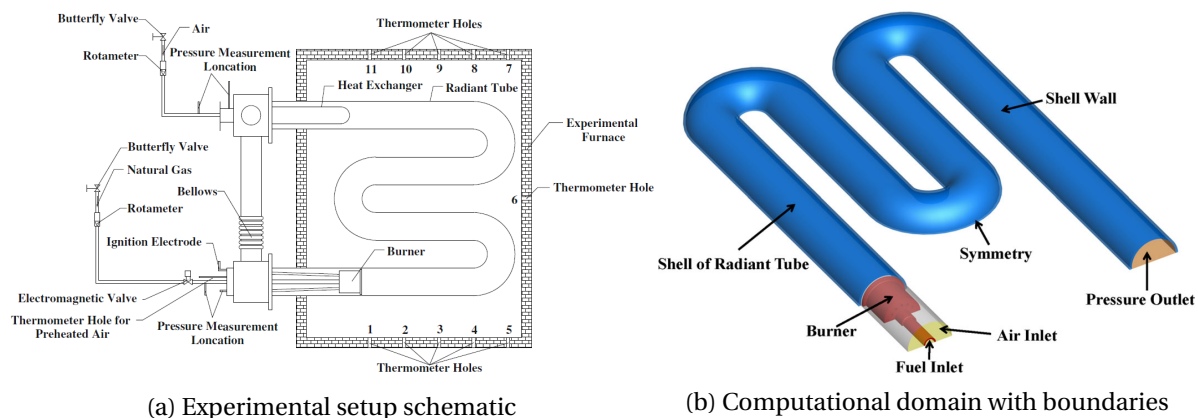 Butterfly Valve
Air
Rotameter
Pressure Measurement
Loncation
Thermometer Holes
11 10 9 8 7
Heat Exchanger
Radiant Tube
Experimental
Furnace
Butterfly Valve
Natural Gas
Rotameter
Bellows
6
Thermometer Hole
Ignition Electrode
Burner
Electromagnetic Valve
Thermometer Hole for
Preheated Air
Pressure Measurement
Loncation
1 2 3 4 5
Thermometer Holes
(a) Experimental setup schematic
Shell Wall
Symmetry
Shell of Radiant Tube
Pressure Outlet
Burner
Air Inlet
Fuel Inlet
(b) Computational domain with boundaries